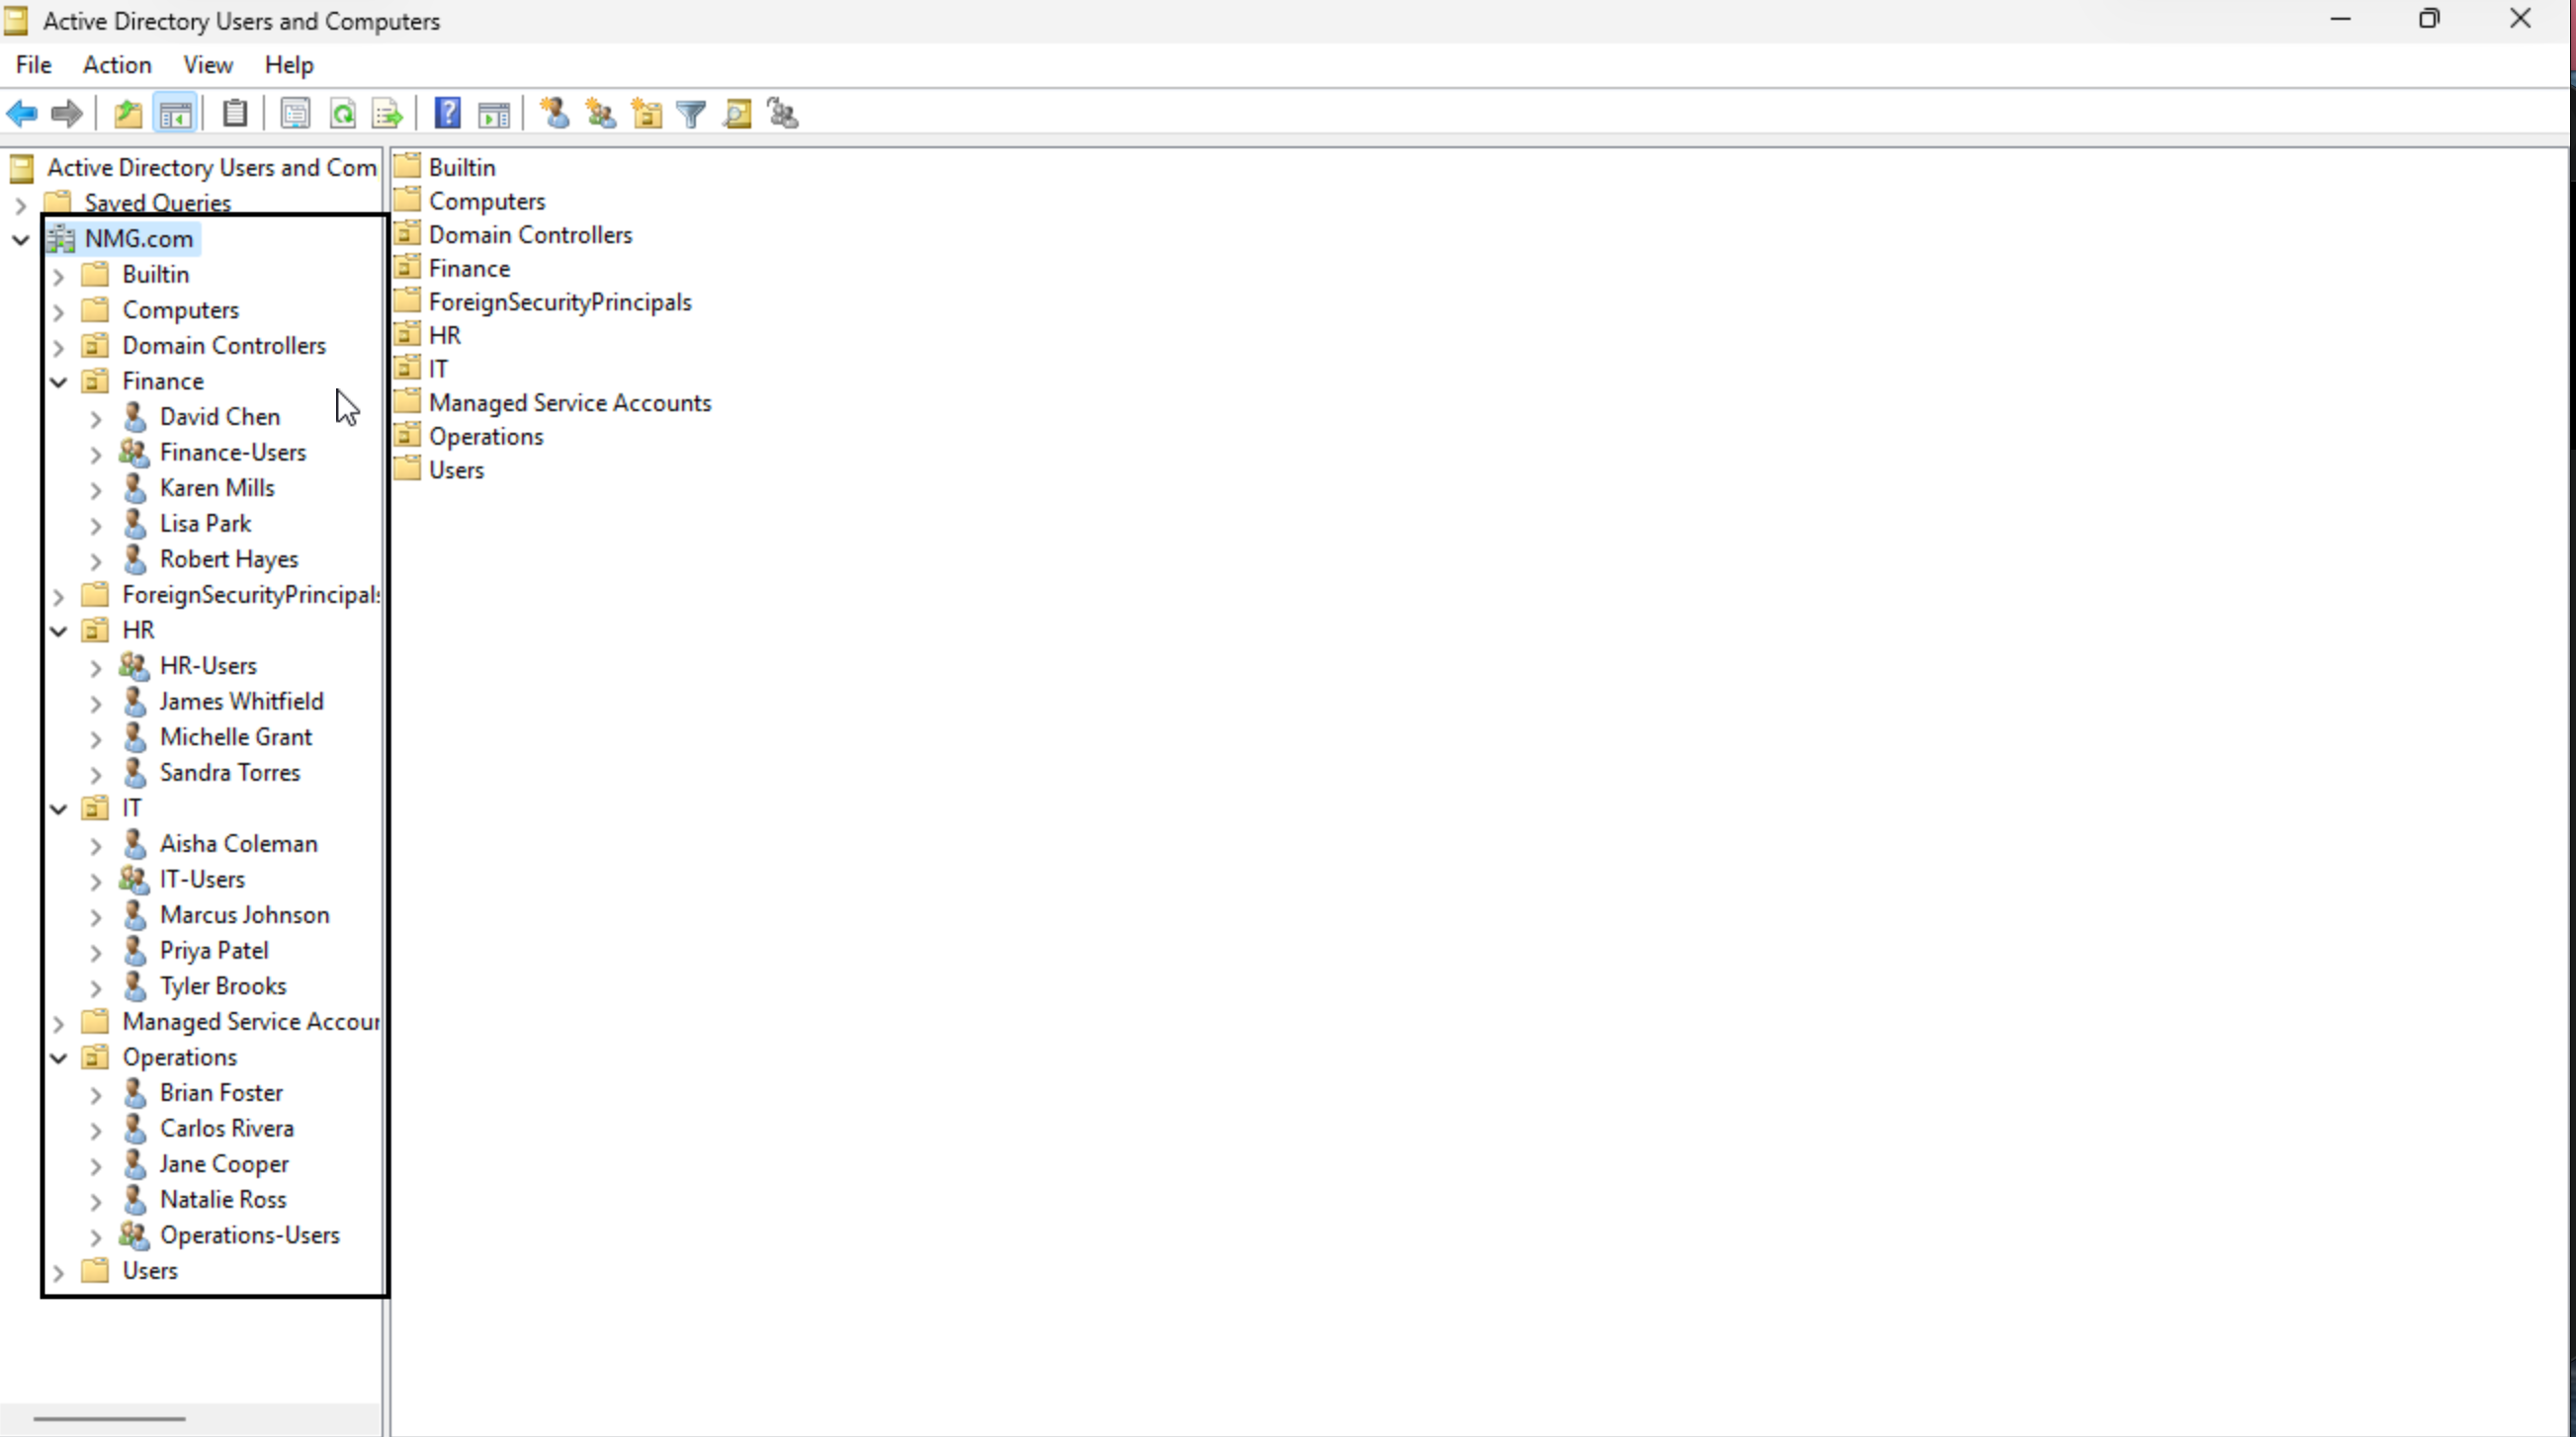 Active Directory Users and Computers
File Action View Help
Active Directory Users and Com
Saved Queries
NMG.com
Builtin
Computers
Domain Controllers
Finance
David Chen
Finance-Users
Karen Mills
Lisa Park
Robert Hayes
ForeignSecurityPrincipals
HR
HR-Users
James Whitfield
Michelle Grant
Sandra Torres
IT
Aisha Coleman
IT-Users
Marcus Johnson
Priya Patel
Tyler Brooks
Managed Service Accoun
Operations
Brian Foster
Carlos Rivera
Jane Cooper
Natalie Ross
Operations-Users
Users
Builtin
Computers
Domain Controllers
Finance
ForeignSecurityPrincipals
HR
IT
Managed Service Accounts
Operations
Users